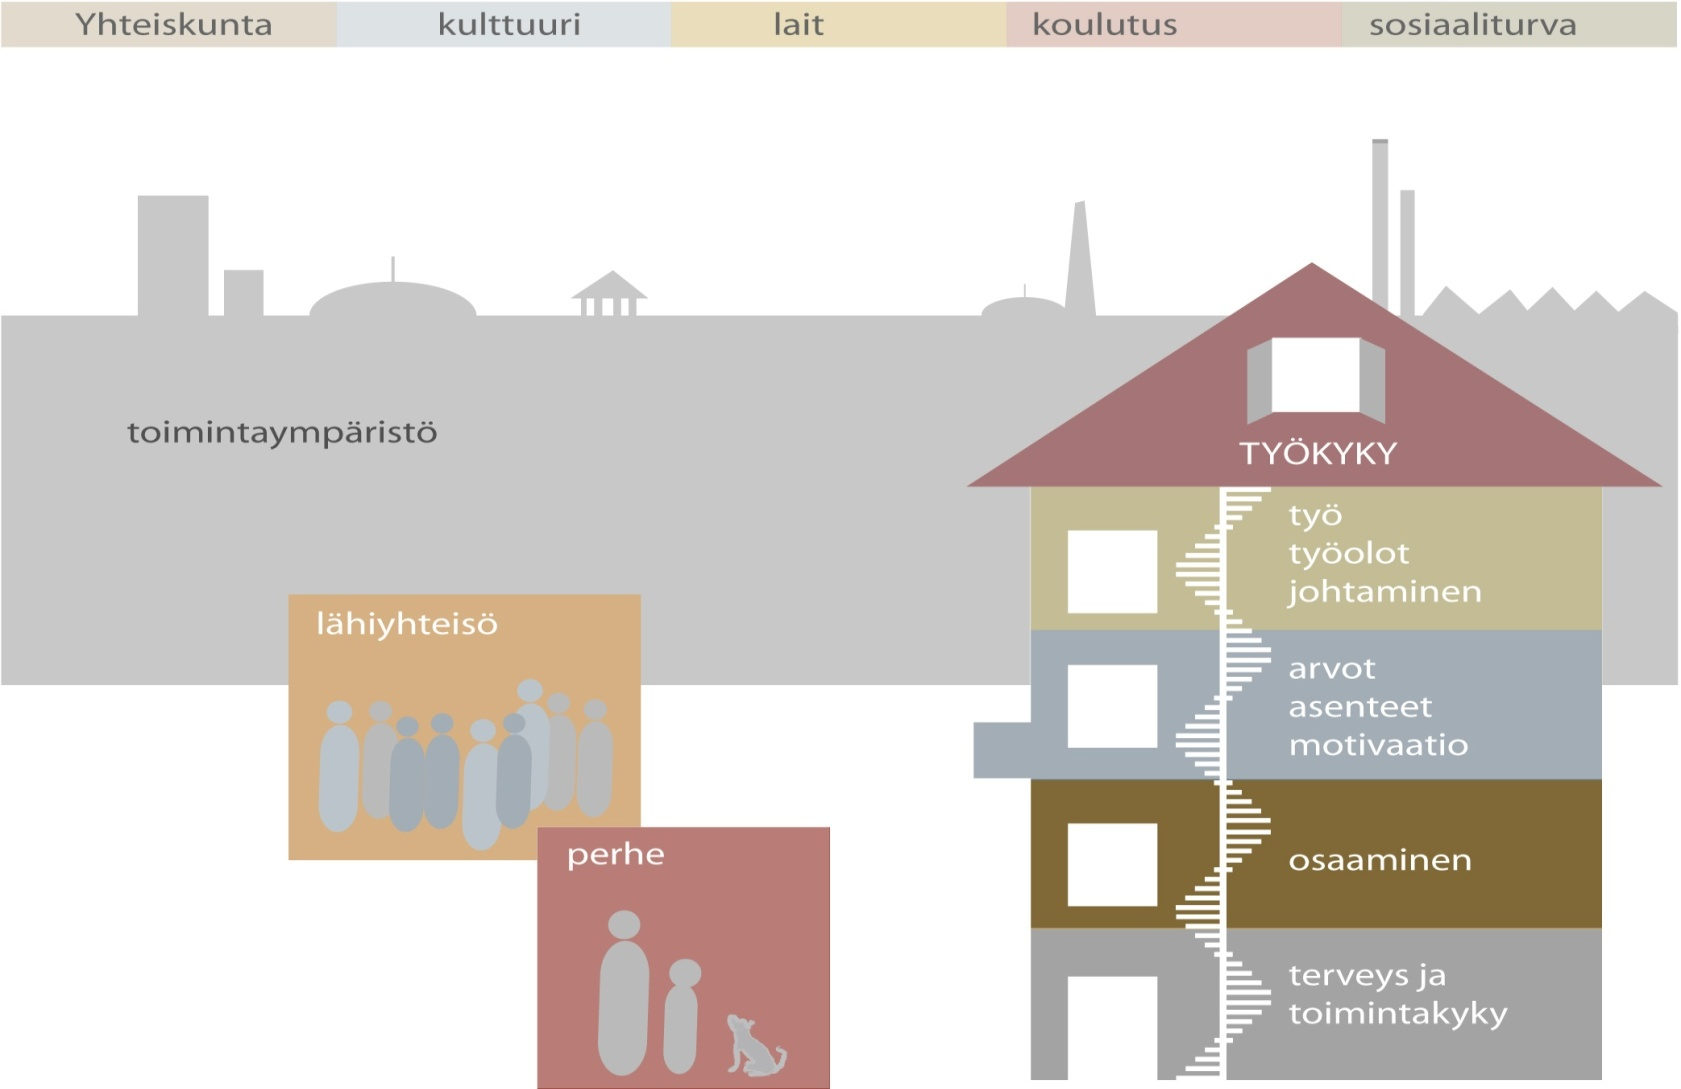 Yhteiskunta kulttuuri lait koulutus sosiaaliturva
toimintaympäristö
TYÖKYKY
työ
työolot
johtaminen
lähiyhteisö
arvot
asenteet
motivaatio
perhe
osaaminen
terveys ja
toimintakyky